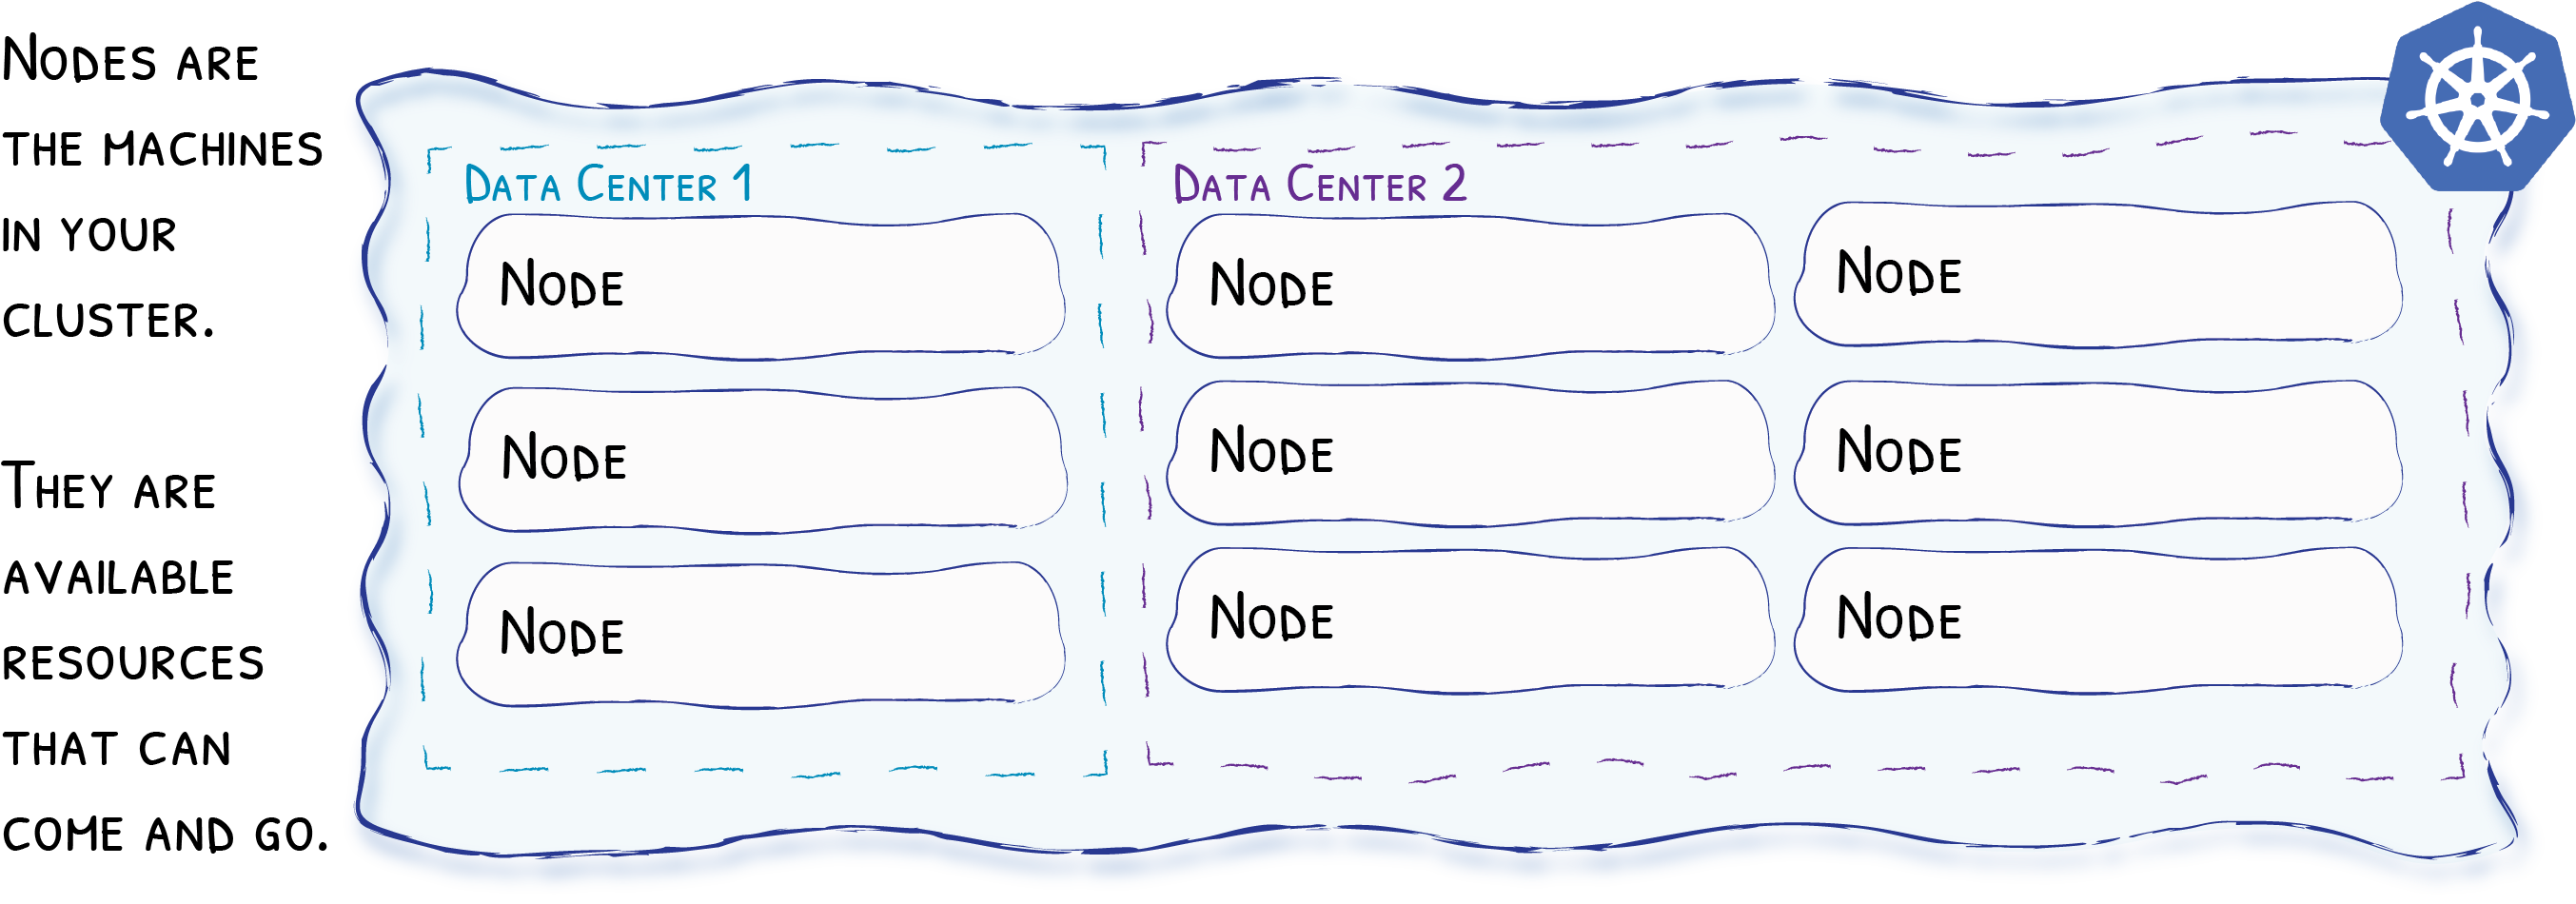 Nodes are
the machines
in your
cluster.
They are
available
resources
that can
come and go.
Data Center 1
Node
Node
Node
Data Center 2
Node
Node
Node
Node
Node
Node